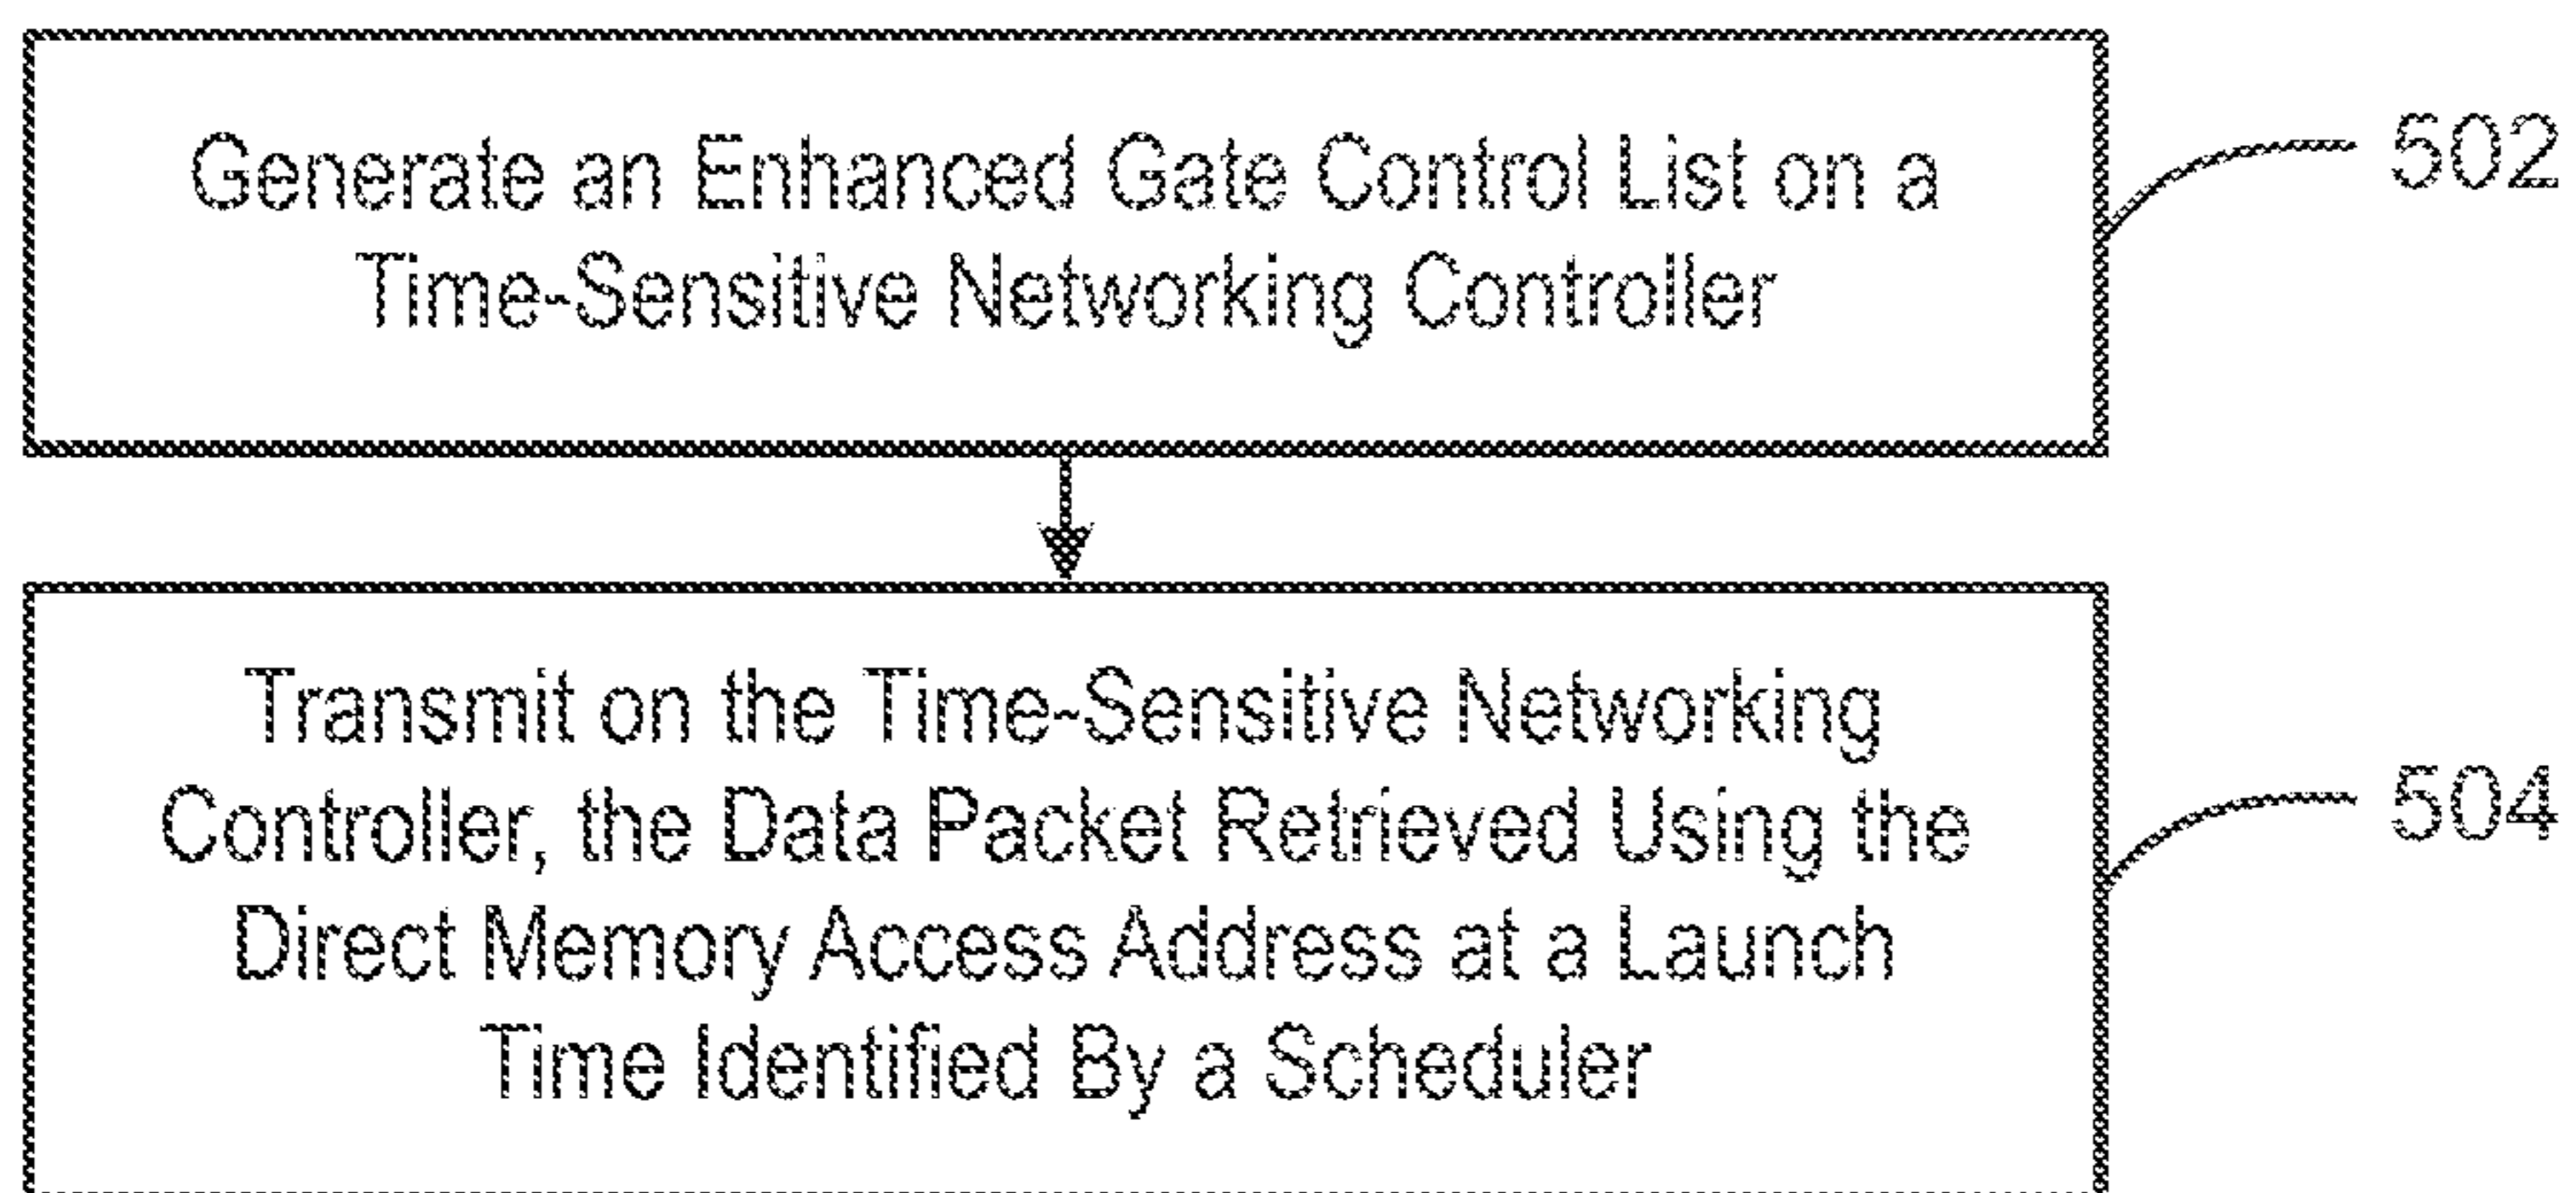 Generate an Enhanced Gate Control List on a
Time-Sensitive Networking Controller
502
Transmit on the Time-Sensitive Networking
Controller, the Data Packet Retrieved Using the
Direct Memory Access Address at a Launch
Time Identified By a Scheduler
504